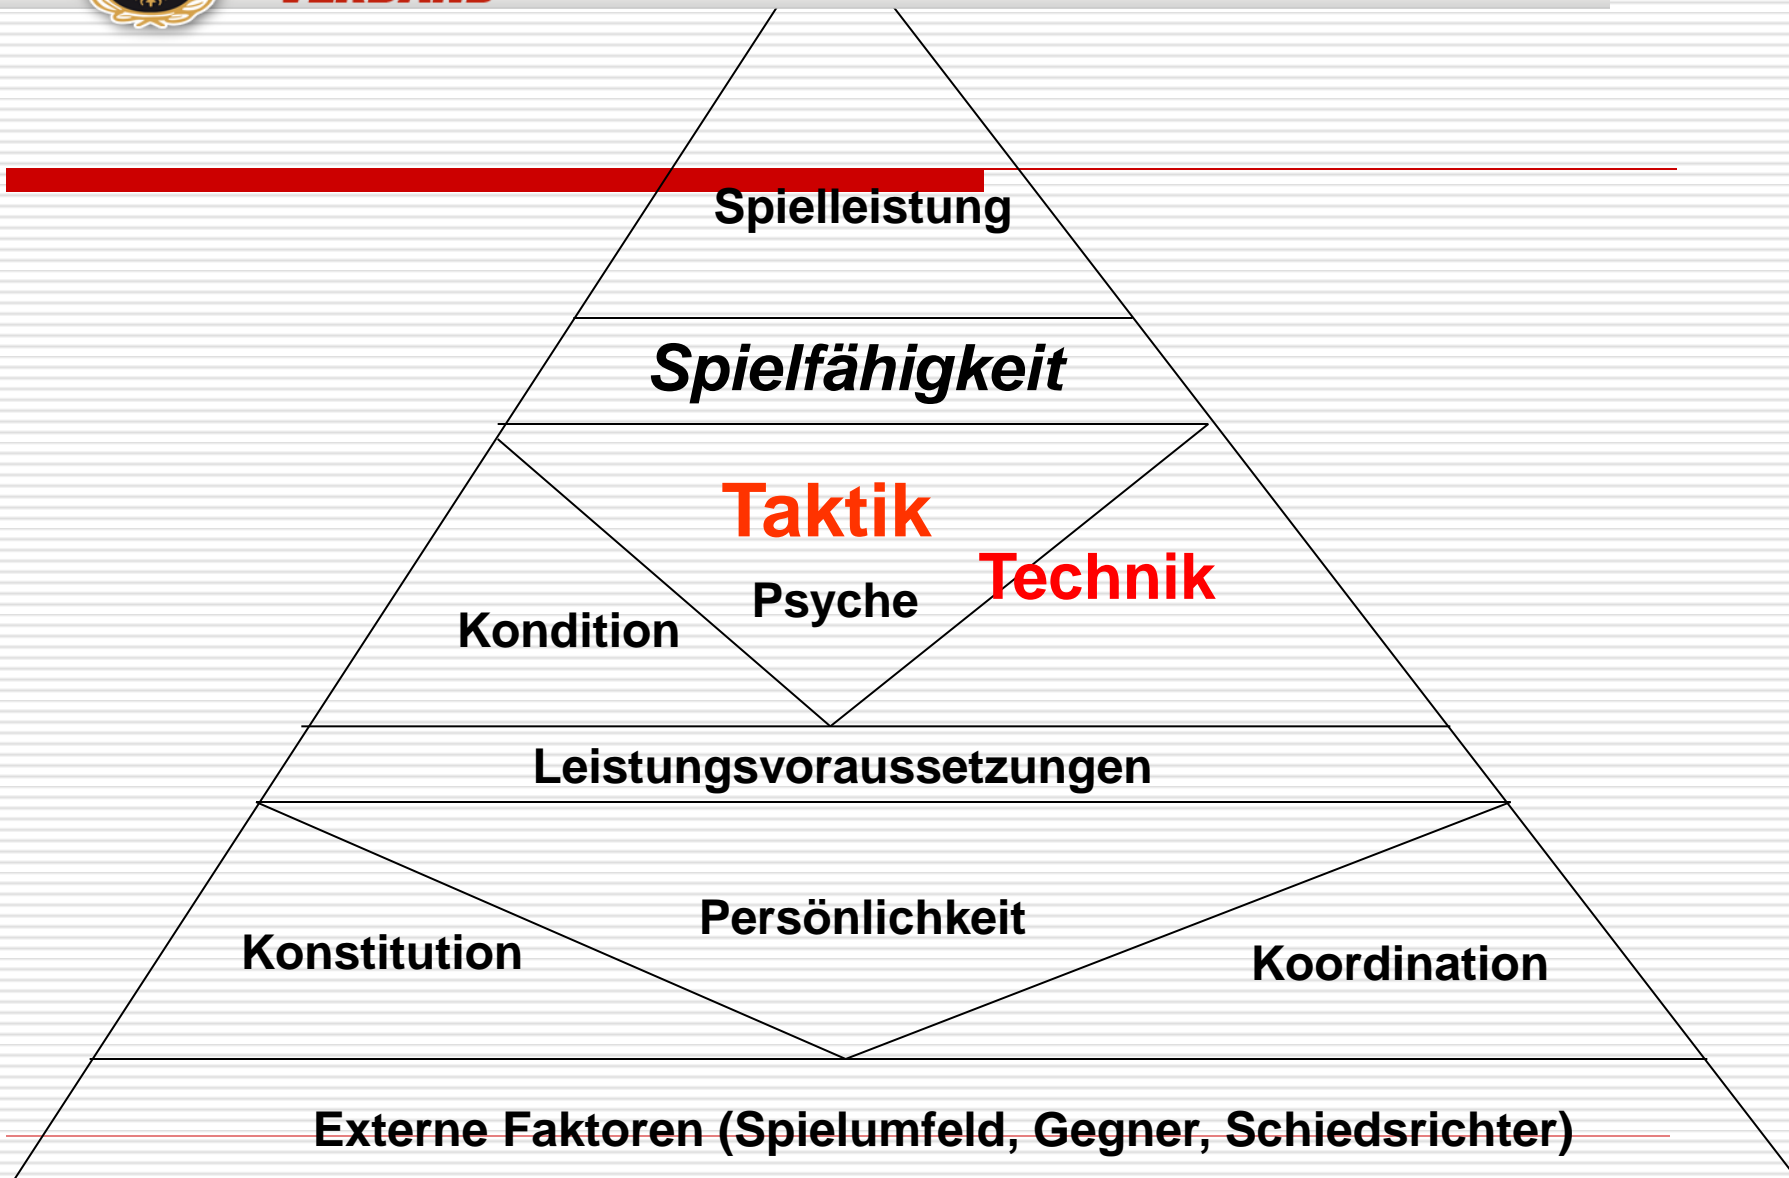 Spielleistung
Spielfähigkeit
Taktik
Technik
Psyche
Kondition
Leistungsvoraussetzungen
Persönlichkeit
Konstitution
Koordination
Externe Faktoren (Spielumfeld, Gegner, Schiedsrichter)